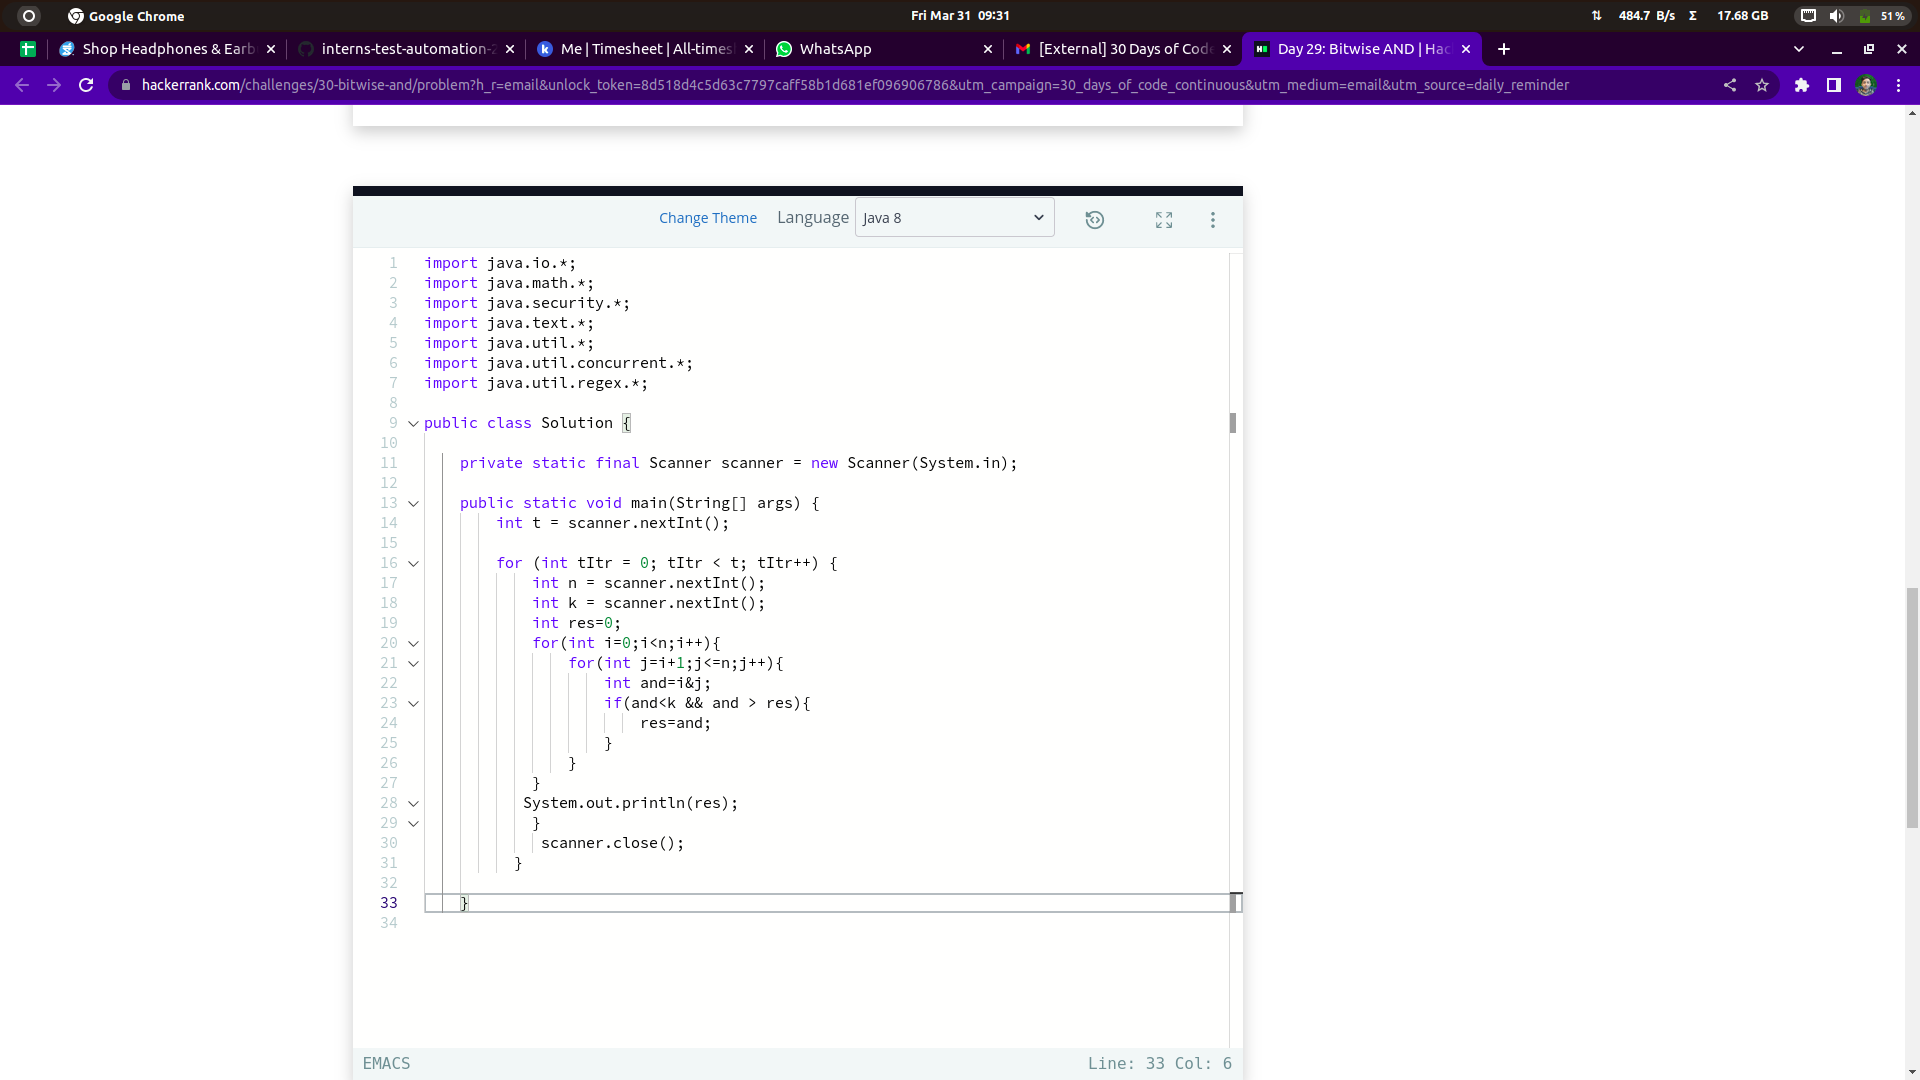 Google Chrome
Fri Mar 31 09:31
484.7 B/s Σ 17.68 GB
51%
Shop Headphones & Earb
interns-test-automation-2
Me | Timesheet | All-times
WhatsApp
[External] 30 Days of Code
Day 29: Bitwise AND | Hac
hackerrank.com/challenges/30-bitwise-and/problem?h_r=email&unlock_token=8d518d4c5d63c7797caff58b1d681ef096906786&utm_campaign=30_days_of_code_continuous&utm_medium=email&utm_source=daily_reminder
Change Theme Language Java 8
1 import java.io.*;
2 import java.math.*;
3 import java.security.*;
4 import java.text.*;
5 import java.util.*;
6 import java.util.concurrent.*;
7 import java.util.regex.*;
8
9 public class Solution {
10
11 private static final Scanner scanner = new Scanner(System.in);
12
13 public static void main(String[] args) {
14 int t = scanner.nextInt();
15
16 for (int tItr = 0; tItr < t; tItr++) {
17 int n = scanner.nextInt();
18 int k = scanner.nextInt();
19 int res=0;
20 for(int i=0;i<n;i++){
21 for(int j=i+1;j<=n;j++){
22 int and=i&j;
23 if(and<k && and > res){
24 res=and;
25 }
26 }
27 }
28 System.out.println(res);
29 }
30 scanner.close();
31 }
32
33 }
34
EMACS
Line: 33 Col: 6